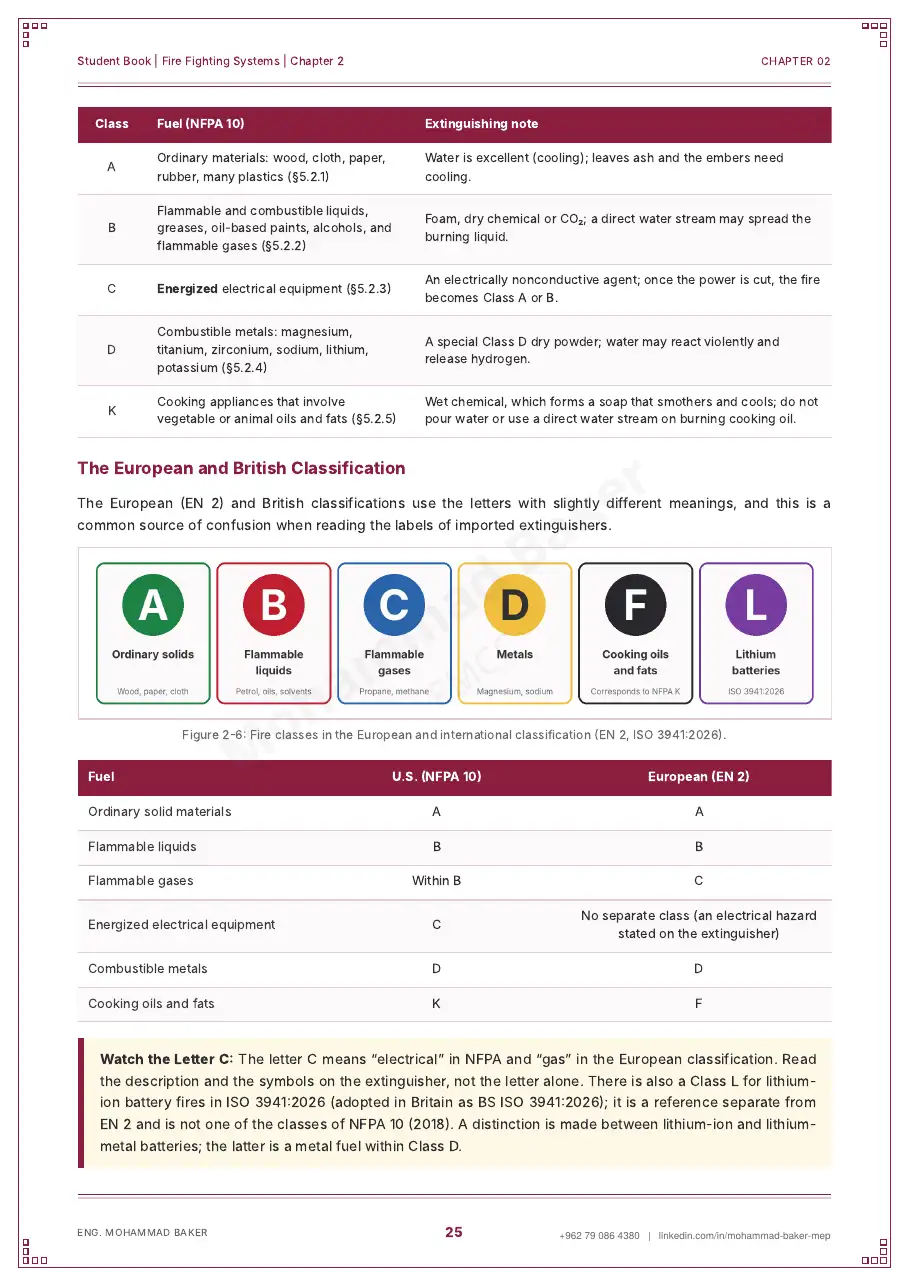 Student Book | Fire Fighting Systems | Chapter 2
CHAPTER 02
Class Fuel (NFPA 10) Extinguishing note
A
Ordinary materials: wood, cloth, paper,
rubber, many plastics (§5.2.1)
Water is excellent (cooling); leaves ash and the embers need
cooling.
B
Flammable and combustible liquids,
greases, oil-based paints, alcohols, and
flammable gases (§5.2.2)
Foam, dry chemical or CO₂; a direct water stream may spread the
burning liquid.
C
Energized electrical equipment (§5.2.3)
An electrically nonconductive agent; once the power is cut, the fire
becomes Class A or B.
D
Combustible metals: magnesium,
titanium, zirconium, sodium, lithium,
potassium (§5.2.4)
A special Class D dry powder; water may react violently and
release hydrogen.
K
Cooking appliances that involve
vegetable or animal oils and fats (§5.2.5)
Wet chemical, which forms a soap that smothers and cools; do not
pour water or use a direct water stream on burning cooking oil.
The European and British Classification
The European (EN 2) and British classifications use the letters with slightly different meanings, and this is a
common source of confusion when reading the labels of imported extinguishers.
A
Ordinary solids
Wood, paper, cloth
B
Flammable
liquids
Petrol, oils, solvents
C
Flammable
gases
Propane, methane
D
Metals
Magnesium, sodium
F
Cooking oils
and fats
Corresponds to NFPA K
L
Lithium
batteries
ISO 3941:2026
Mohammad Baker
Figure 2-6: Fire classes in the European and international classification (EN 2, ISO 3941:2026).
Fuel U.S. (NFPA 10) European (EN 2)
Ordinary solid materials A A
Flammable liquids B B
Flammable gases Within B C
Energized electrical equipment C
No separate class (an electrical hazard
stated on the extinguisher)
Combustible metals D D
Cooking oils and fats K F
Watch the Letter C: The letter C means “electrical” in NFPA and “gas” in the European classification. Read
the description and the symbols on the extinguisher, not the letter alone. There is also a Class L for lithium-
ion battery fires in ISO 3941:2026 (adopted in Britain as BS ISO 3941:2026); it is a reference separate from
EN 2 and is not one of the classes of NFPA 10 (2018). A distinction is made between lithium-ion and lithium-
metal batteries; the latter is a metal fuel within Class D.
ENG. MOHAMMAD BAKER
25
+962 79 086 4380 | linkedin.com/in/mohammad-baker-mep